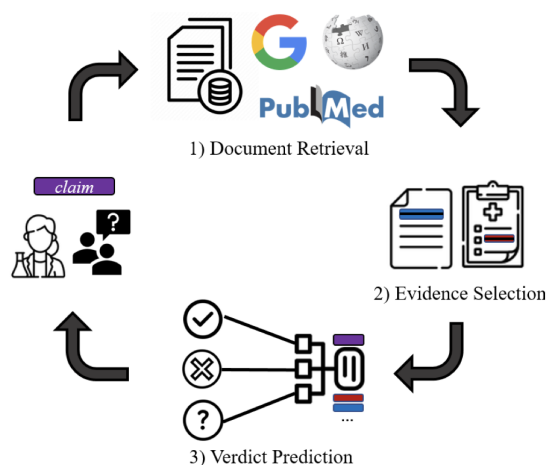 PubMed
1) Document Retrieval
claim
?
2) Evidence Selection
?
...
3) Verdict Prediction